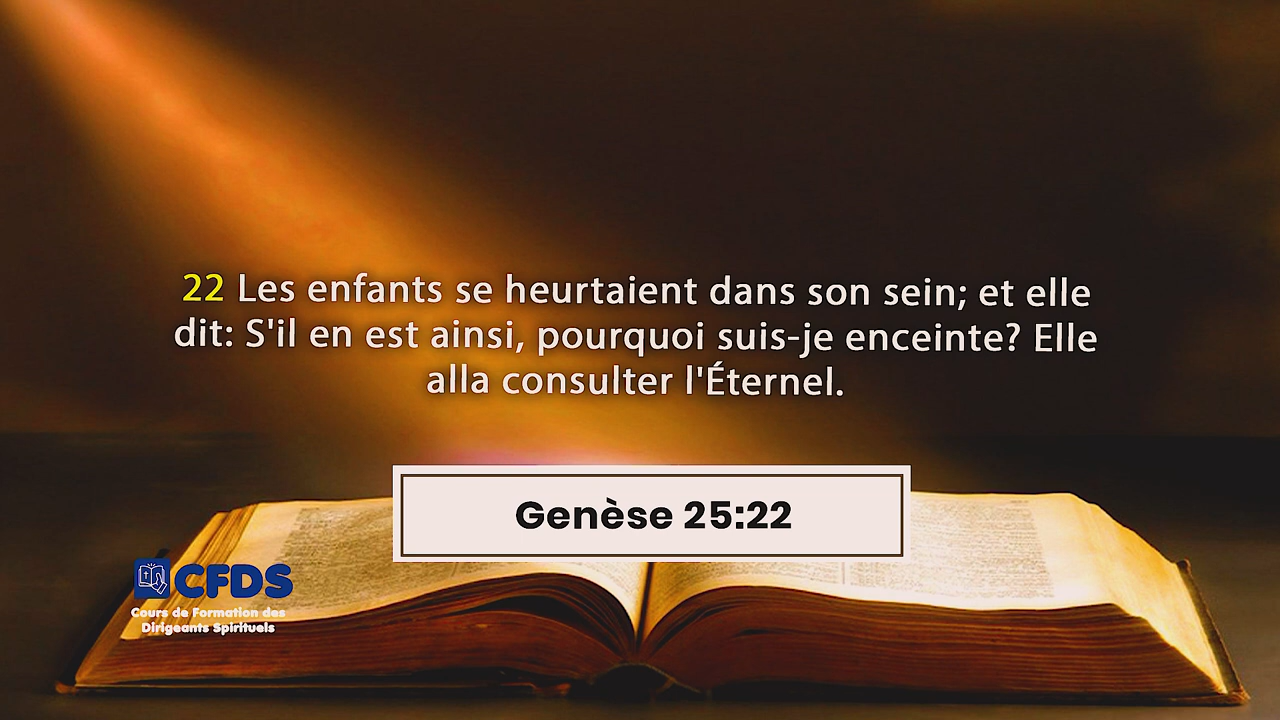 22 Les enfants se heurtaient dans son sein; et elle
dit: S'il en est ainsi, pourquoi suis-je enceinte? Elle
alla consulter l'Éternel.
Genèse 25:22
CFDS
Cours de Formation des
Dirigeants Spirituels